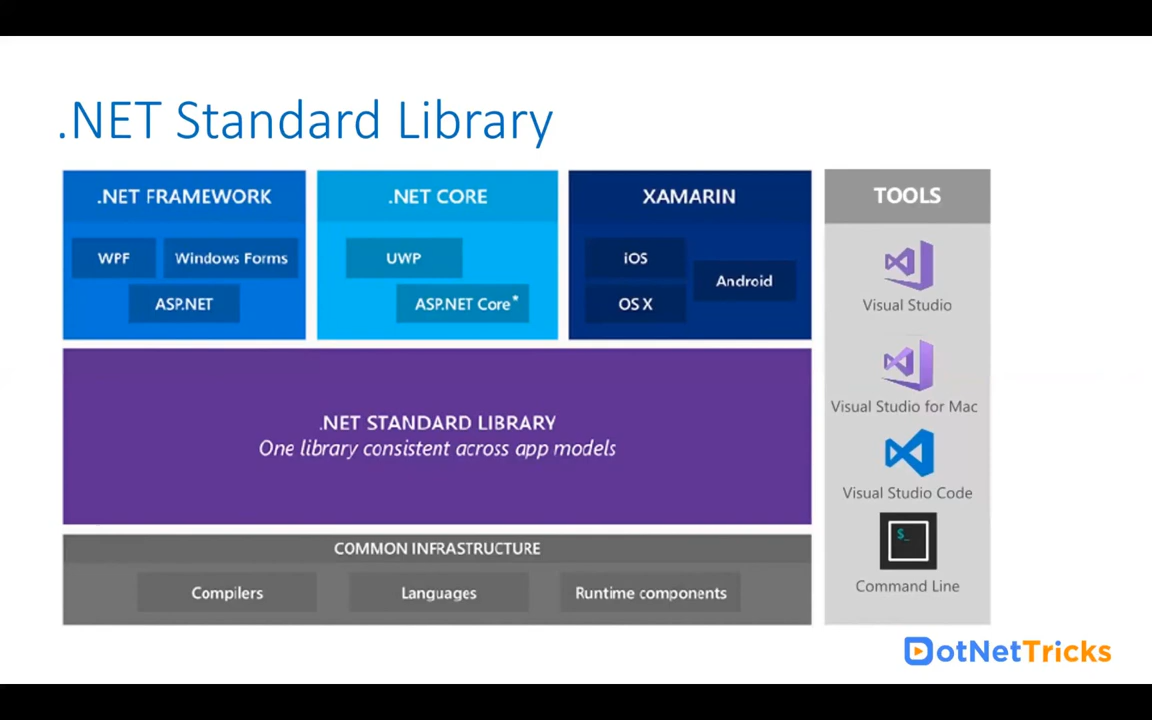 .NET Standard Library
.NET FRAMEWORK
WPF
Windows Forms
ASP.NET
.NET CORE
UWP
ASP.NET Core*
XAMARIN
iOS
Android
OS X
TOOLS
Visual Studio
Visual Studio for Mac
Visual Studio Code
$_
Command Line
.NET STANDARD LIBRARY
One library consistent across app models
COMMON INFRASTRUCTURE
Compilers
Languages
Runtime components
DotNetTricks